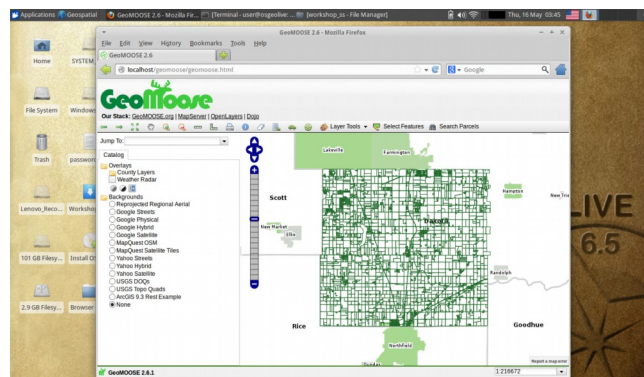 Applications Geospatial GeoMOOSE 2.6 - Mozilla Fir... [Terminal - user@osgeolive: ... [workshop_ss - File Manager] Thu, 16 May 03:45
GeoMOOSE 2.6 - Mozilla Firefox
File Edit View History Bookmarks Tools Help
GeoMOOSE 2.6
localhost/geomoose/geomoose.html
Google
GeoMoose
Our Stack: GeoMOOSE.org | MapServer | OpenLayers | Dojo
Layer Tools Select Features Search Parcels
Jump To:
Catalog
Overlays
County Layers
Weather Radar
Backgrounds
Reprojected Regional Aerial
Google Streets
Google Physical
Google Hybrid
Google Satellite
MapQuest OSM
MapQuest Satellite Tiles
Yahoo Streets
Yahoo Hybrid
Yahoo Satellite
USGS DOQs
USGS Topo Quads
ArcGIS 9.3 Rest Example
None
Lakeville
Farmington
Scott
Hampton
New Market
Elko
Dakota
Randolph
Rice
Goodhue
Northfield
Dundas
Report a map error
GeoMOOSE 2.6.1
1:216672
Home
SYSTEM_
File System
Windows
Trash
password
Lenovo_Reco...
Workshop
101 GB Filesy...
Install OS
2.9 GB Filesy...
Browser
LIVE
6.5